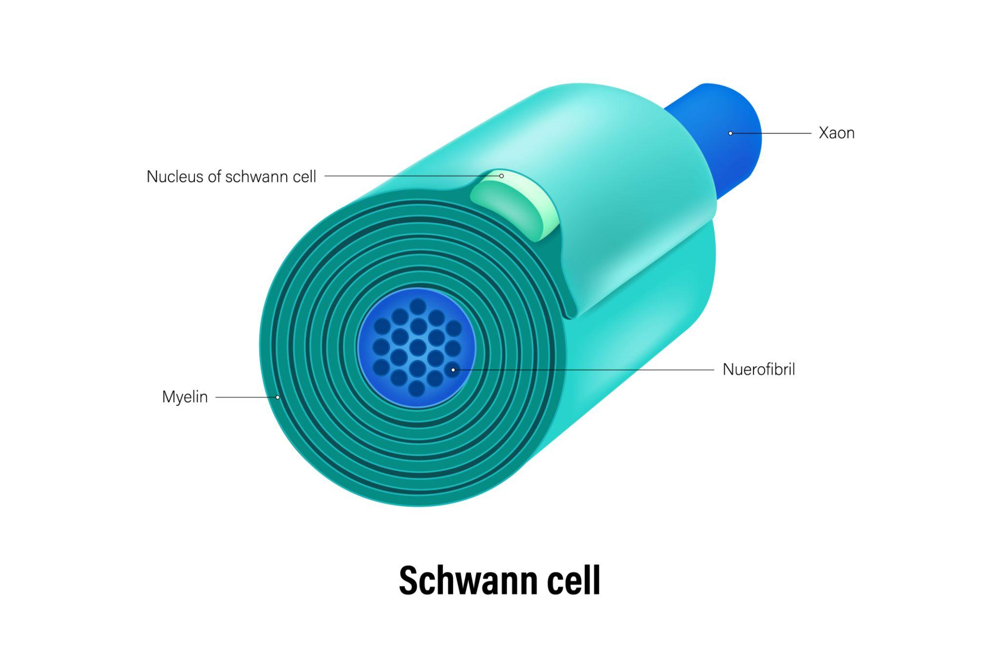 Xaon
Nucleus of schwann cell
Nuerofibril
Myelin
Schwann cell